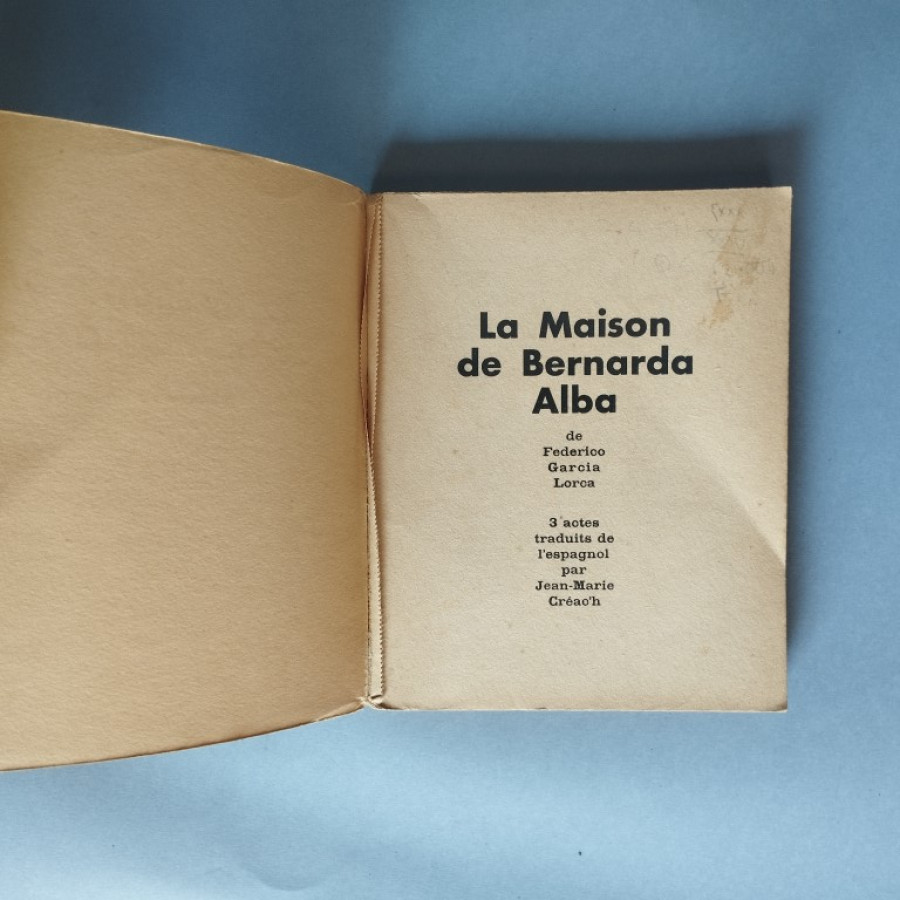 La Maison
de Bernarda
Alba
de
Federico
Garcia
Lorca
3 actes
traduits de
l'espagnol
par
Jean-Marie
Créac'h